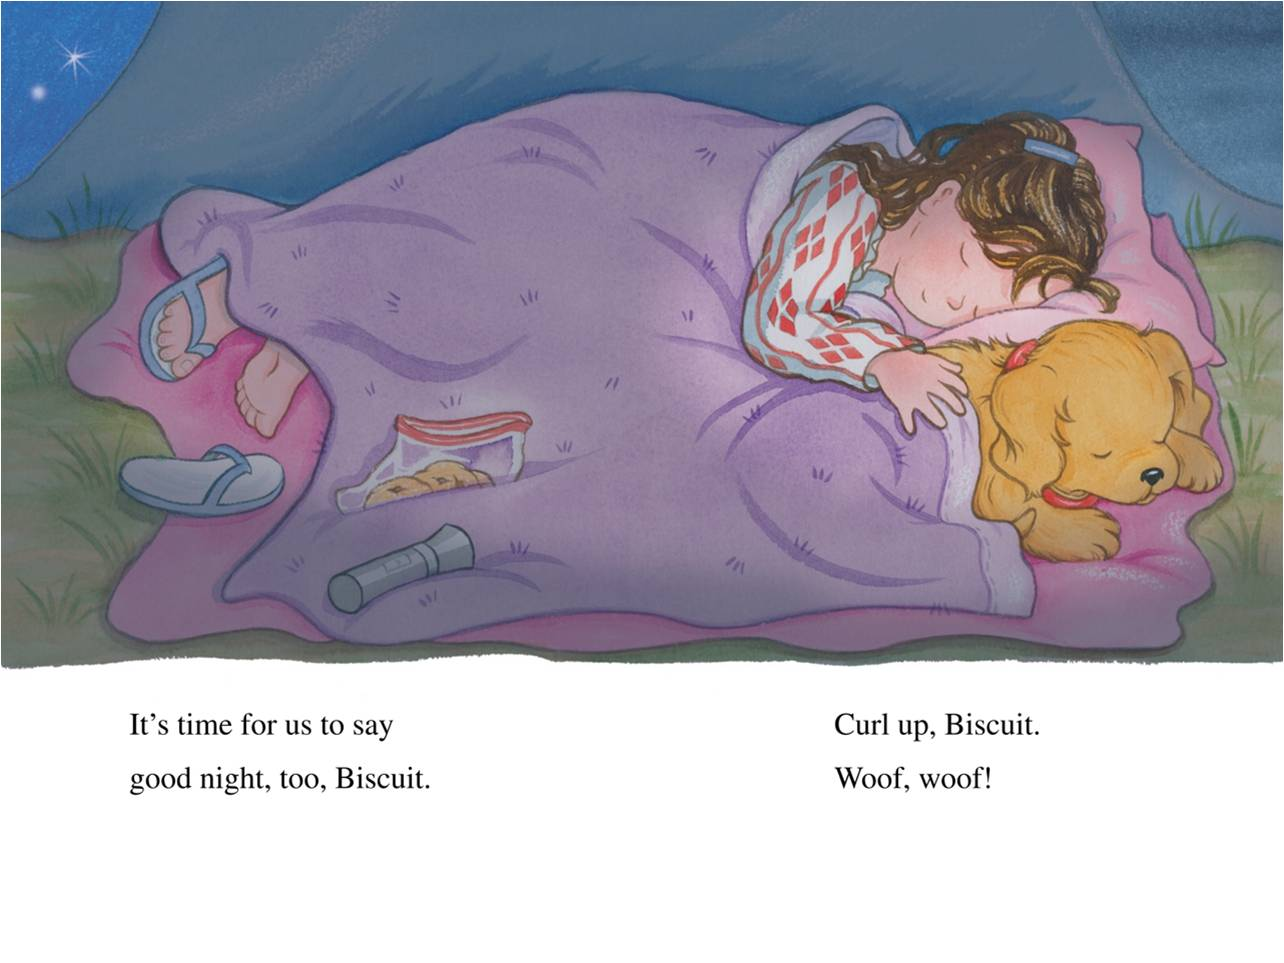 It's time for us to say
good night, too, Biscuit.
Curl up, Biscuit.
Woof, woof!